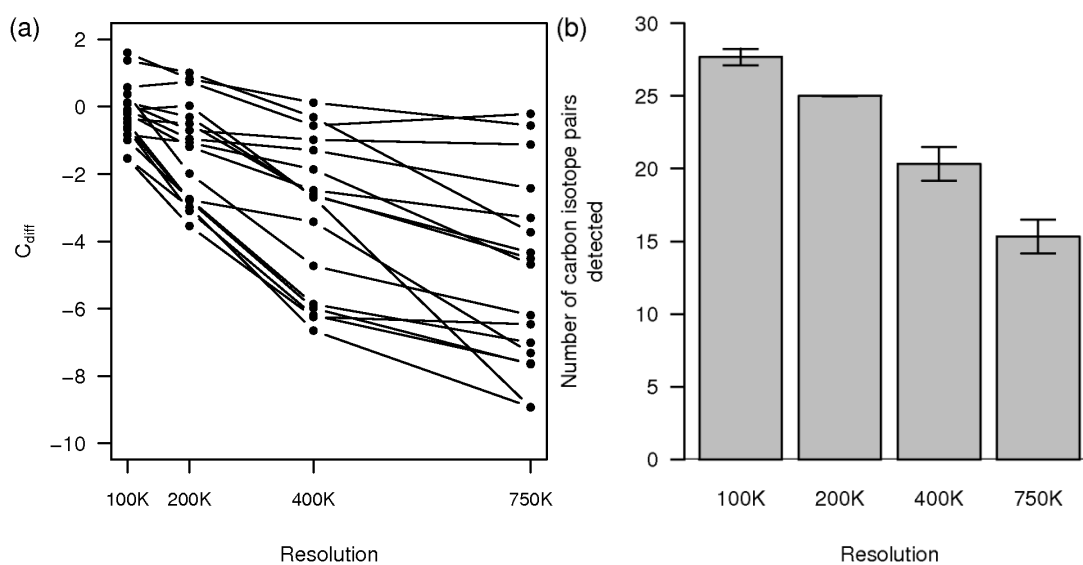 (a)
2
0
−2
−4
−6
−8
−10
C_diff
100K 200K 400K 750K
Resolution
(b)
30
25
20
15
10
5
0
Number of carbon isotope pairs
detected
100K 200K 400K 750K
Resolution